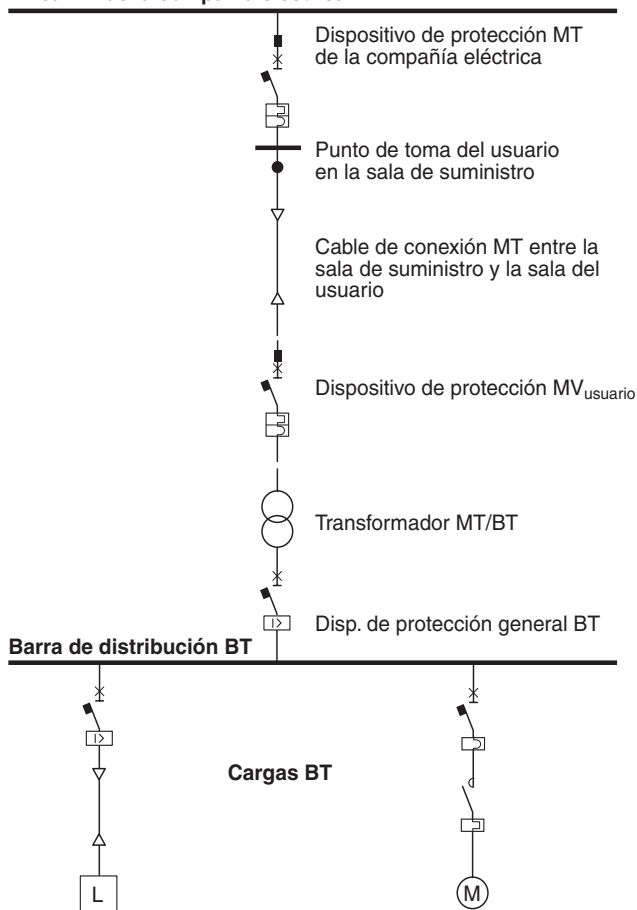 Dispositivo de protección MT
de la compañía eléctrica
Punto de toma del usuario
en la sala de suministro
Cable de conexión MT entre la
sala de suministro y la sala del
usuario
Dispositivo de protección MVusuario
Transformador MT/BT
I> Disp. de protección general BT
Barra de distribución BT
I>
Cargas BT
L M